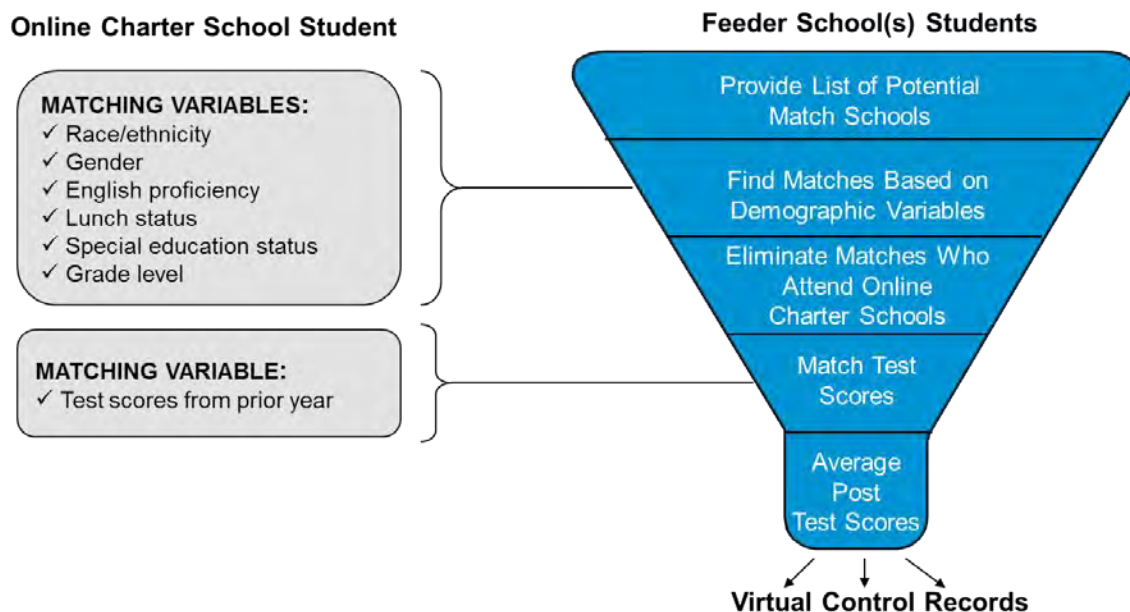 Online Charter School Student
MATCHING VARIABLES:
✓ Race/ethnicity
✓ Gender
✓ English proficiency
✓ Lunch status
✓ Special education status
✓ Grade level
MATCHING VARIABLE:
✓ Test scores from prior year
Feeder School(s) Students
Provide List of Potential
Match Schools
Find Matches Based on
Demographic Variables
Eliminate Matches Who
Attend Online
Charter Schools
Match Test
Scores
Average
Post
Test Scores
Virtual Control Records